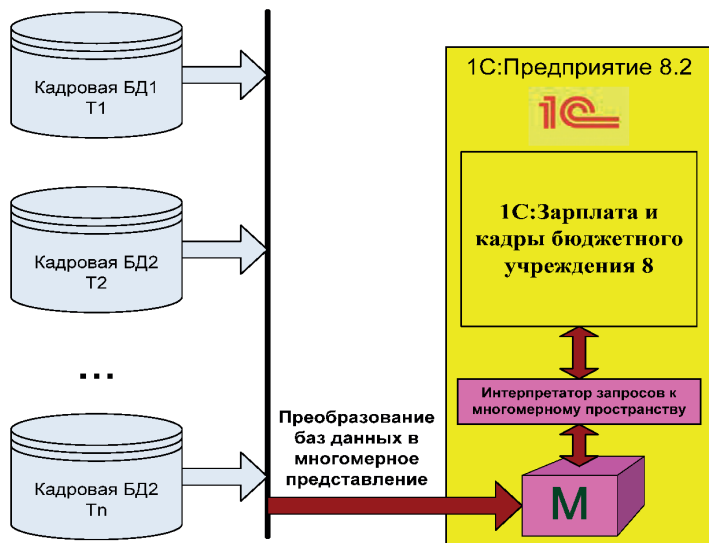 Кадровая БД1
Т1
Кадровая БД2
Т2
...
Кадровая БД2
Tn
Преобразование
баз данных в
многомерное
представление
1С:Предприятие 8.2
1С
1С:Зарплата и
кадры бюджетного
учреждения 8
Интерпретатор запросов к
многомерному пространству
М